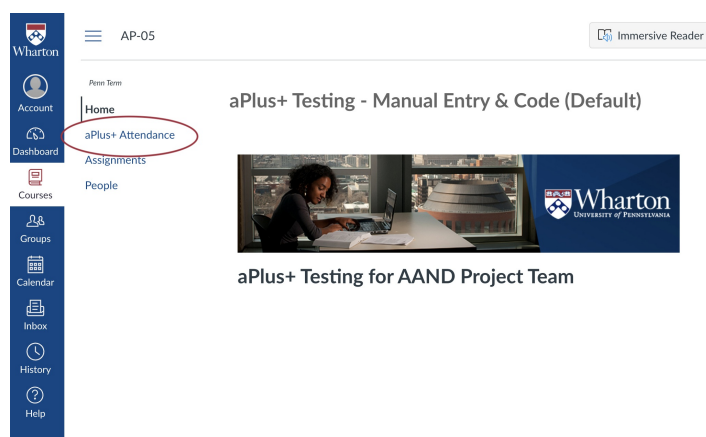 Wharton
Account
Dashboard
Courses
Groups
Calendar
Inbox
History
Help
AP-05
Immersive Reader
Penn Term
Home
aPlus+ Attendance
Assignments
People
aPlus+ Testing - Manual Entry & Code (Default)
Wharton
University of Pennsylvania
aPlus+ Testing for AAND Project Team